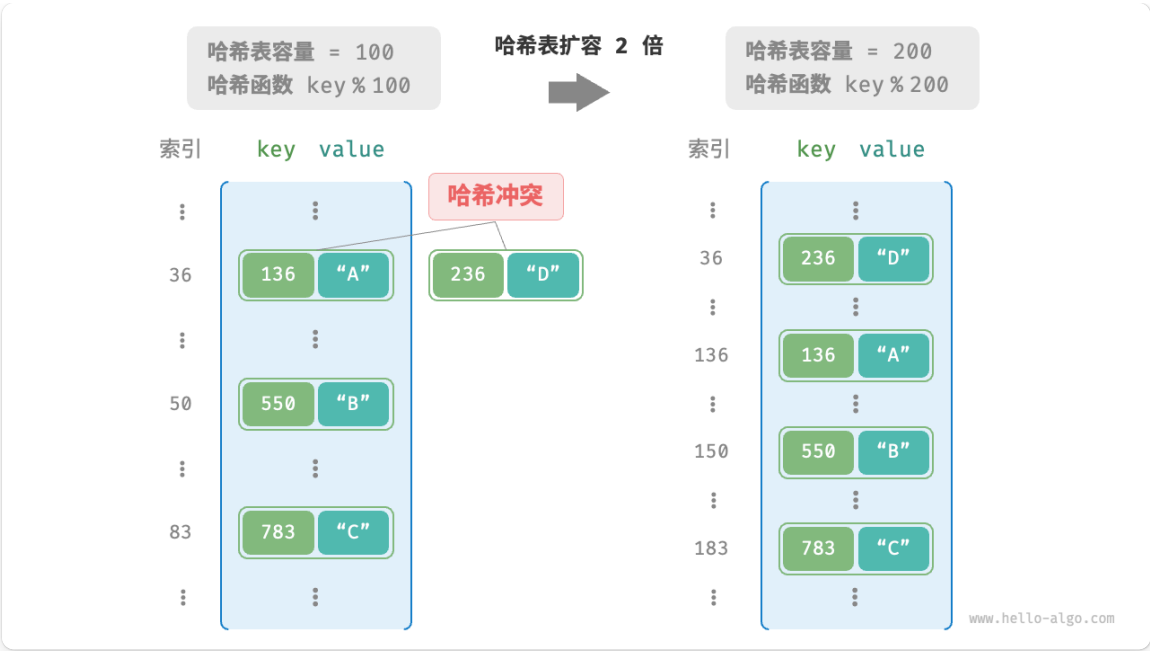 哈希表容量 = 100
哈希函数 key % 100
哈希表扩容 2 倍
哈希表容量 = 200
哈希函数 key % 200
索引 key value
哈希冲突
36 136 “A” 236 “D”
50 550 “B”
83 783 “C”
索引 key value
36 236 “D”
136 136 “A”
150 550 “B”
183 783 “C”
www.hello-algo.com